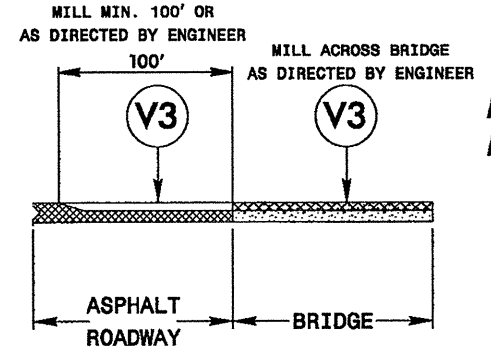 MILL MIN. 100' OR
AS DIRECTED BY ENGINEER
100'
MILL ACROSS BRIDGE
AS DIRECTED BY ENGINEER
V3
V3
ASPHALT
ROADWAY
BRIDGE